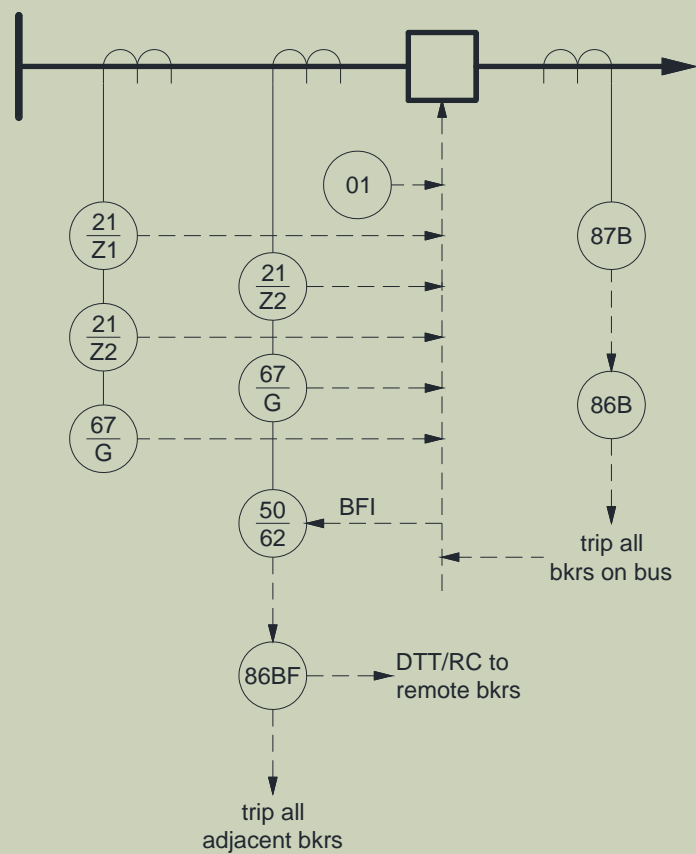 01
21
Z1
87B
21
Z2
21
Z2
67
G
86B
67
G
50
62
BFI
trip all
bkrs on bus
86BF
DTT/RC to
remote bkrs
trip all
adjacent bkrs